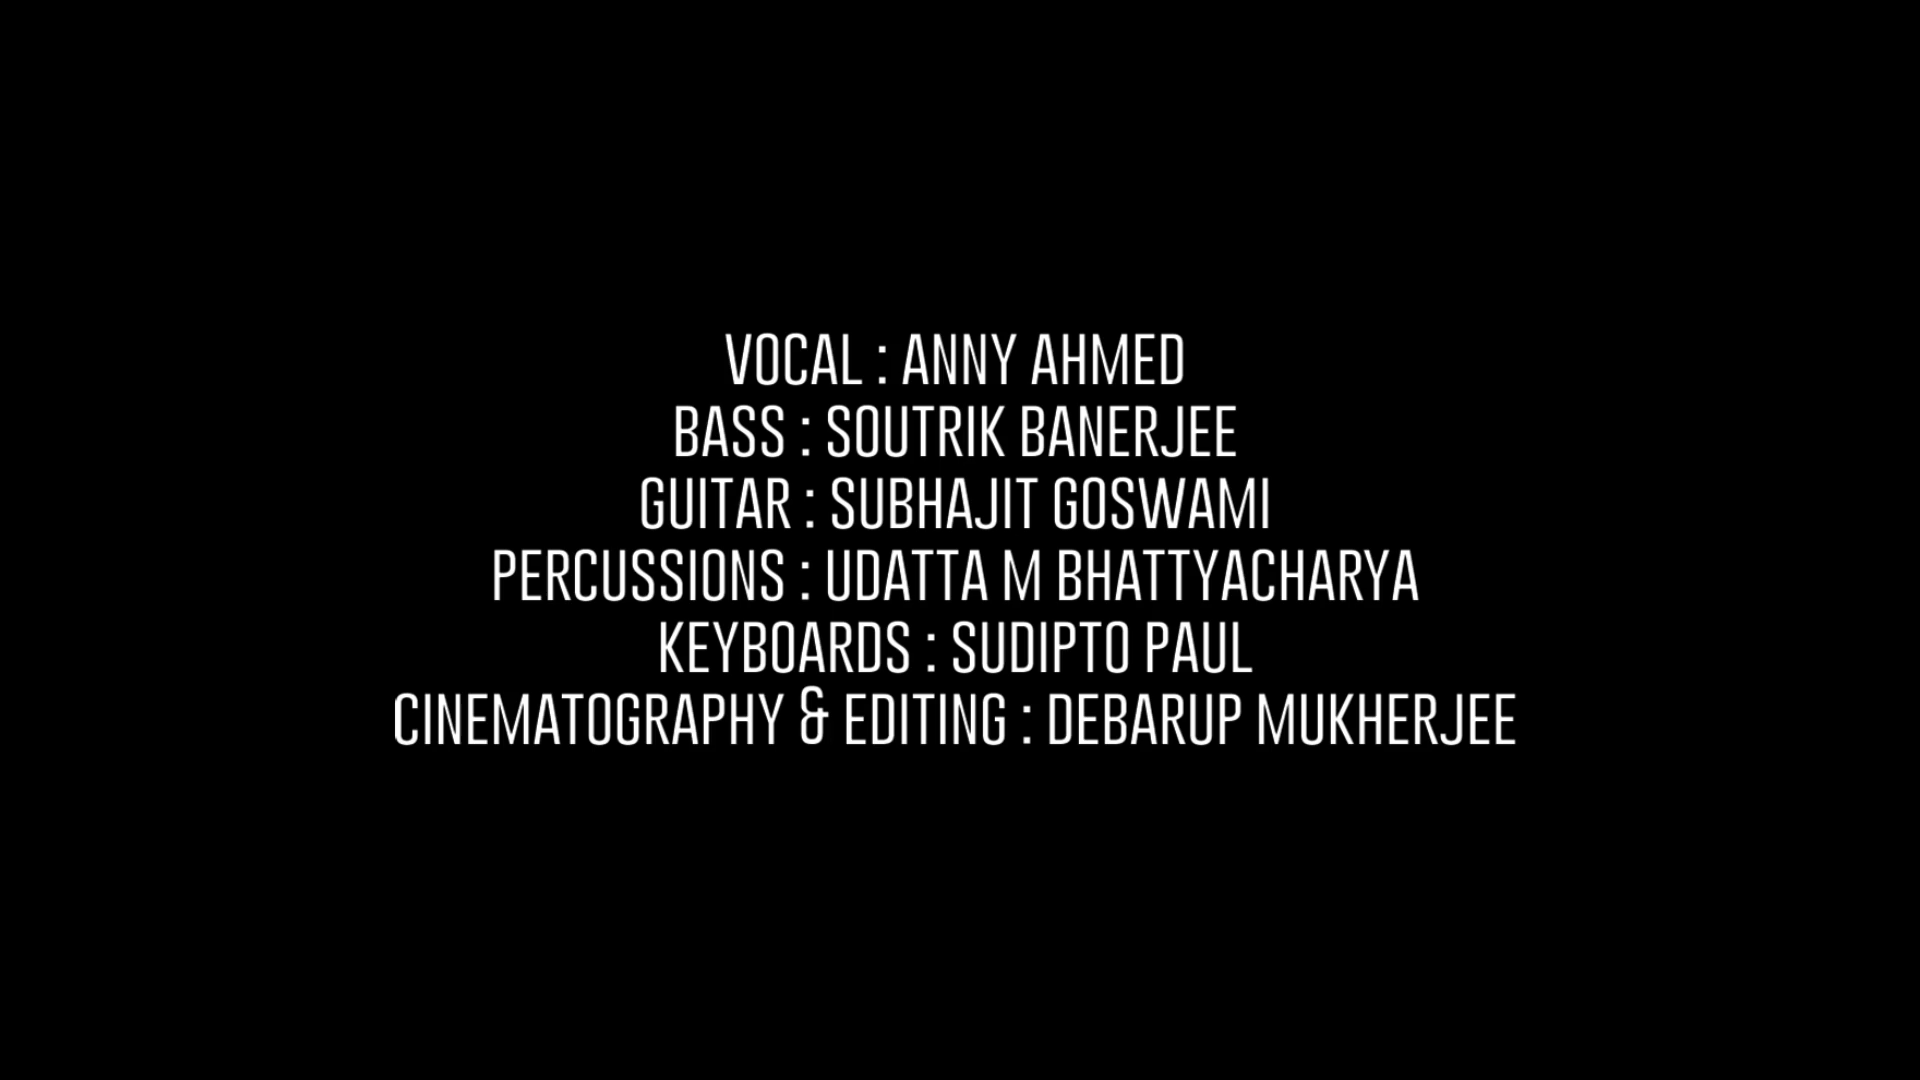 VOCAL : ANNY AHMED
BASS : SOUTRIK BANERJEE
GUITAR : SUBHAJIT GOSWAMI
PERCUSSIONS : UDATTA M BHATTYACHARYA
KEYBOARDS : SUDIPTO PAUL
CINEMATOGRAPHY & EDITING : DEBARUP MUKHERJEE